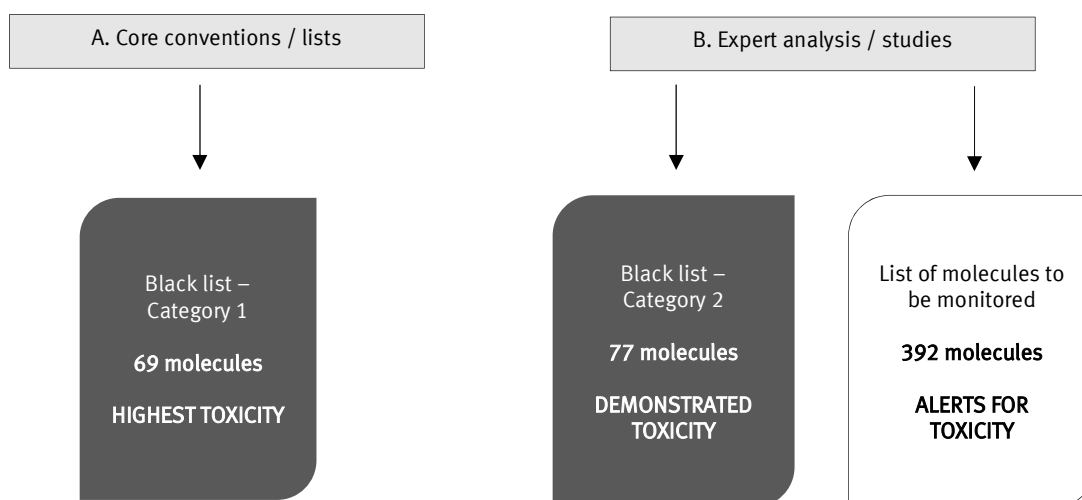 A. Core conventions / lists
B. Expert analysis / studies
Black list –
Category 1
69 molecules
HIGHEST TOXICITY
Black list –
Category 2
77 molecules
DEMONSTRATED
TOXICITY
List of molecules to
be monitored
392 molecules
ALERTS FOR
TOXICITY